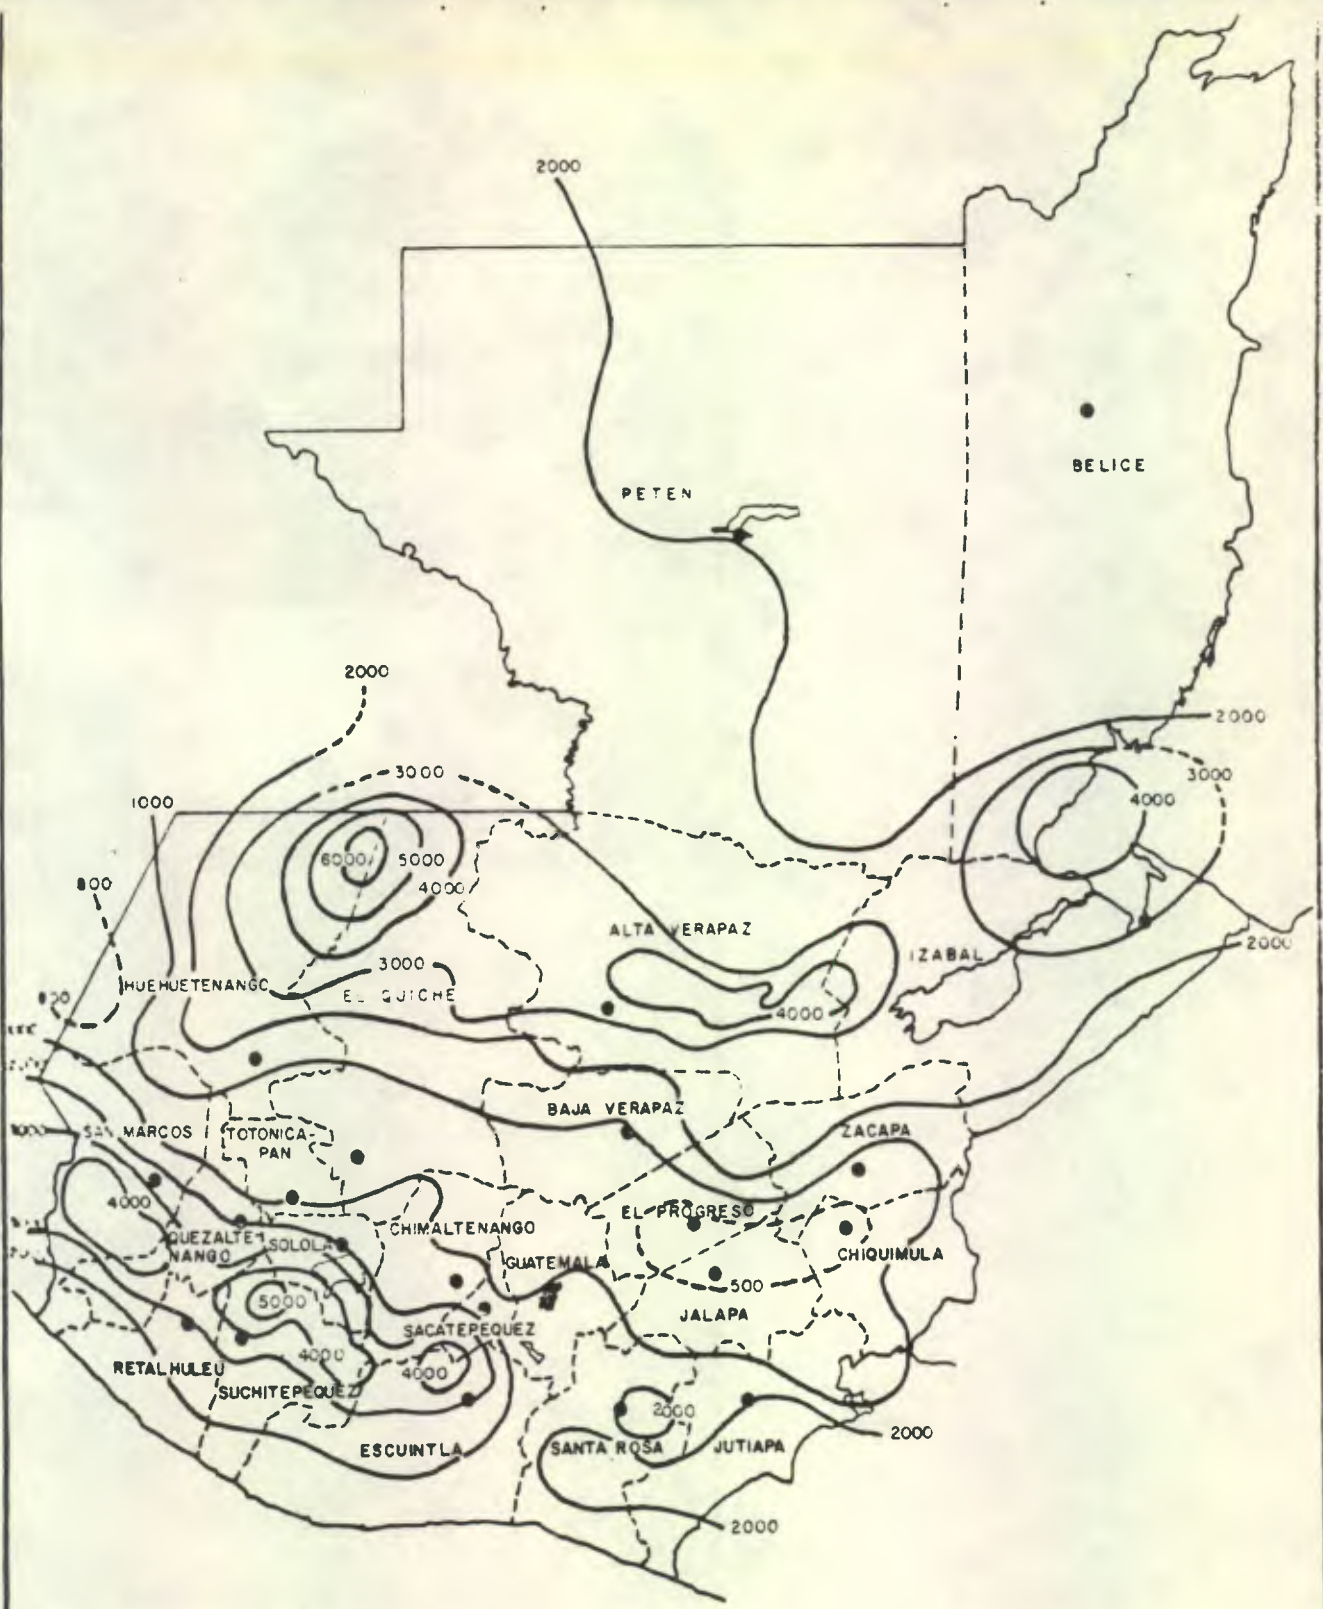 2000
BELICE
PETEN
2000
2000
3000
3000
1000
4000
6000
5000
4000
800
ALTA VERAPAZ
IZABAL
2000
3000
HUEHUETENANGO
EL QUICHE
4000
BAJA VERAPAZ
SAN MARCOS
TOTONICA-
PAN
ZACAPA
4000
EL PROGRESO
CHIMALTENANGO
QUEZALTE
NANGO
SOLOLA
GUATEMALA
CHIQUIMULA
500
5000
JALAPA
SACATEPEQUEZ
4000
RETALHULEU
4000
SUCHITEPEQUEZ
2000
2000
ESCUINTLA
SANTA ROSA
JUTIAPA
2000